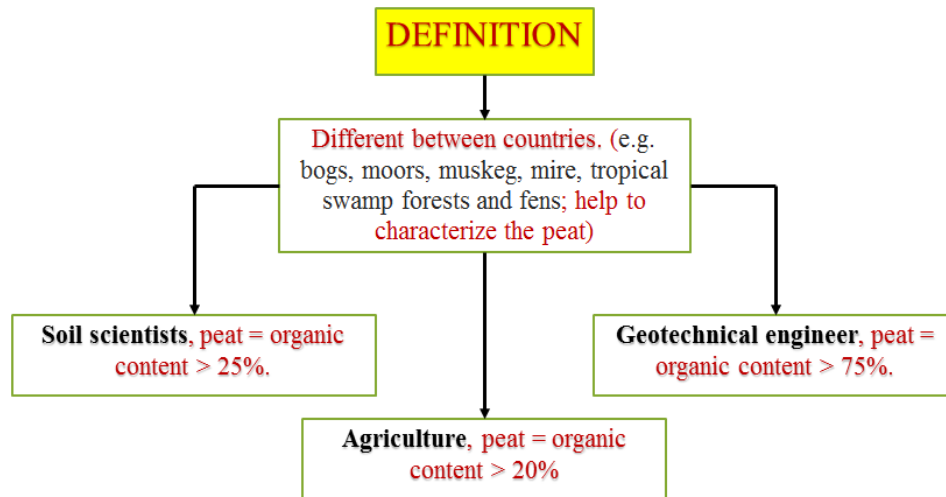 DEFINITION
Different between countries. (e.g.
bogs, moors, muskeg, mire, tropical
swamp forests and fens; help to
characterize the peat)
Soil scientists, peat = organic
content > 25%.
Geotechnical engineer, peat =
organic content > 75%.
Agriculture, peat = organic
content > 20%